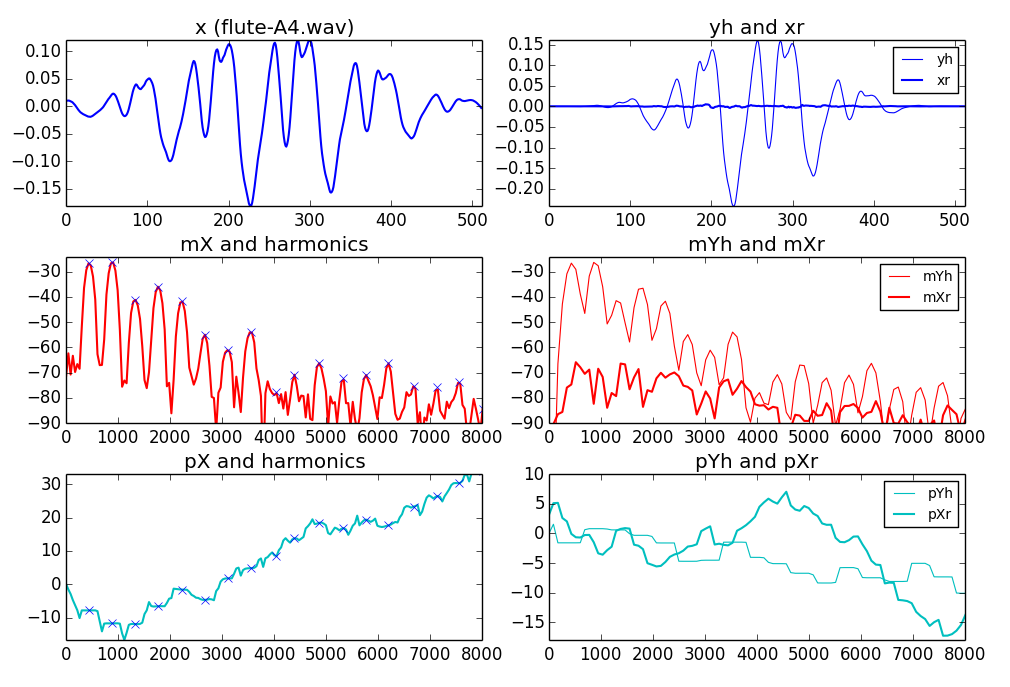 x (flute-A4.wav)
0.10
0.05
0.00
−0.05
−0.10
−0.15
0 100 200 300 400 500
yh and xr
0.15
0.10
0.05
0.00
−0.05
−0.10
−0.15
−0.20
yh
xr
0 100 200 300 400 500
mX and harmonics
−30
−40
−50
−60
−70
−80
−90
0 1000 2000 3000 4000 5000 6000 7000 8000
mYh and mXr
−30
−40
−50
−60
−70
−80
−90
mYh
mXr
0 1000 2000 3000 4000 5000 6000 7000 8000
pX and harmonics
30
20
10
0
−10
0 1000 2000 3000 4000 5000 6000 7000 8000
pYh and pXr
10
5
0
−5
−10
−15
pYh
pXr
0 1000 2000 3000 4000 5000 6000 7000 8000